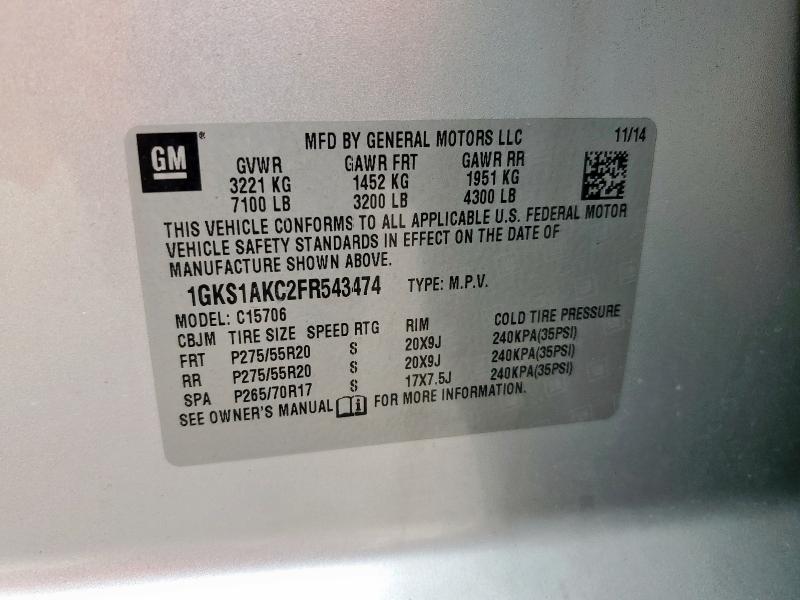 GM ® MFD BY GENERAL MOTORS LLC 11/14
GVWR GAWR FRT GAWR RR
3221 KG 1452 KG 1951 KG
7100 LB 3200 LB 4300 LB
THIS VEHICLE CONFORMS TO ALL APPLICABLE U.S. FEDERAL MOTOR
VEHICLE SAFETY STANDARDS IN EFFECT ON THE DATE OF
MANUFACTURE SHOWN ABOVE.
1GKS1AKC2FR543474 TYPE: M.P.V.
MODEL: C15706
CBJM TIRE SIZE SPEED RTG RIM COLD TIRE PRESSURE
FRT P275/55R20 S 20X9J 240KPA(35PSI)
RR P275/55R20 S 20X9J 240KPA(35PSI)
SPA P265/70R17 S 17X7.5J 240KPA(35PSI)
SEE OWNER'S MANUAL FOR MORE INFORMATION.